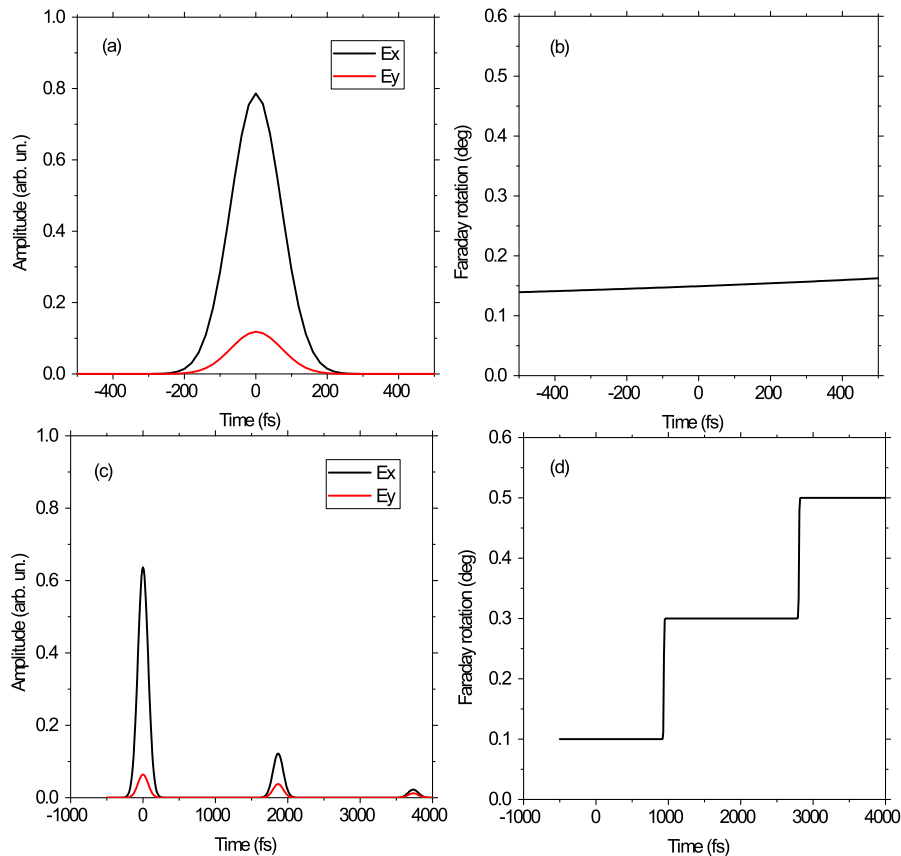 (a)
Ex
Ey
1.0
0.8
0.6
0.4
0.2
0.0
Amplitude (arb. un.)
-400 -200 0 200 400
Time (fs)
(b)
0.6
0.5
0.4
0.3
0.2
0.1
0.0
Faraday rotation (deg)
-400 -200 0 200 400
Time (fs)
(c)
Ex
Ey
1.0
0.8
0.6
0.4
0.2
0.0
Amplitude (arb. un.)
-1000 0 1000 2000 3000 4000
Time (fs)
(d)
0.6
0.5
0.4
0.3
0.2
0.1
0.0
Faraday rotation (deg)
-1000 0 1000 2000 3000 4000
Time (fs)